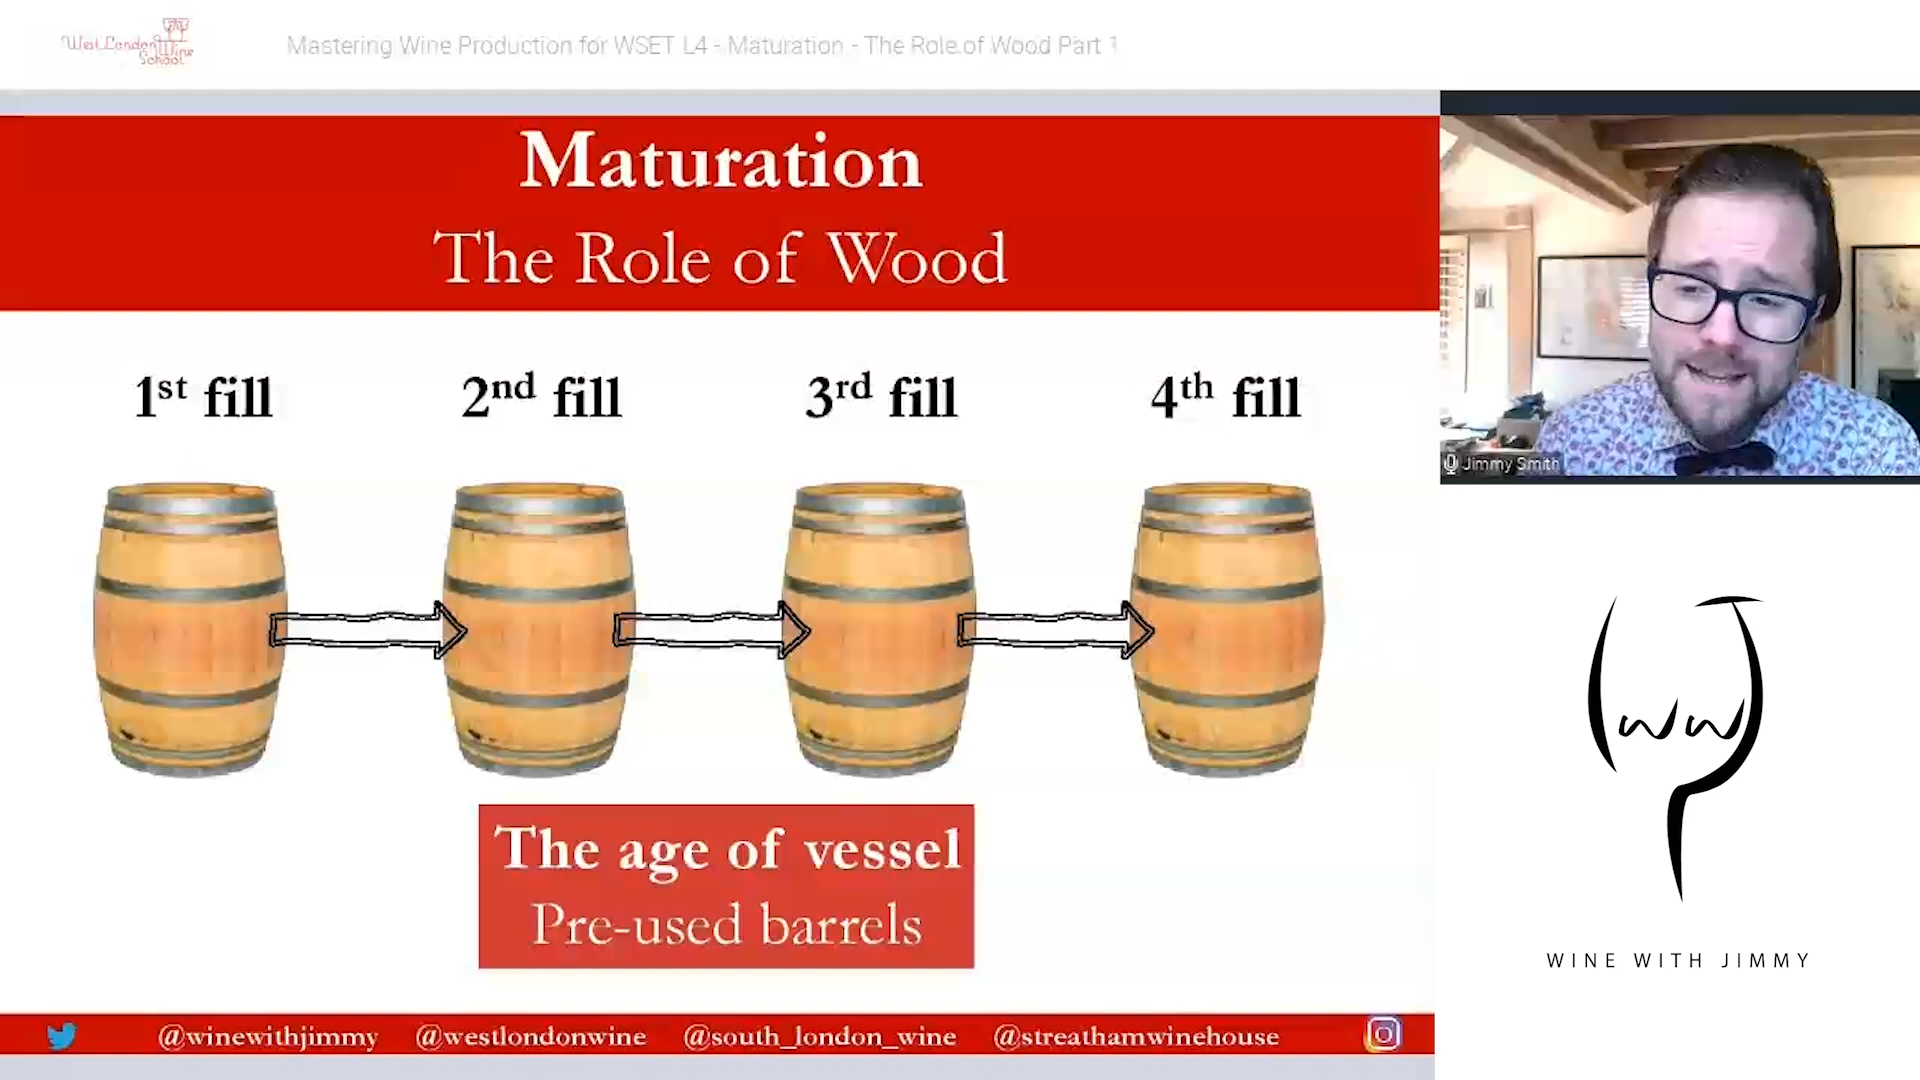 West London Wine School
Mastering Wine Production for WSET L4 - Maturation - The Role of Wood Part 1
Maturation
The Role of Wood
1st fill
2nd fill
3rd fill
4th fill
The age of vessel
Pre-used barrels
@winewithjimmy @westlondonwine @south_london_wine @streathamwinehouse
Jimmy Smith
ww
WINE WITH JIMMY